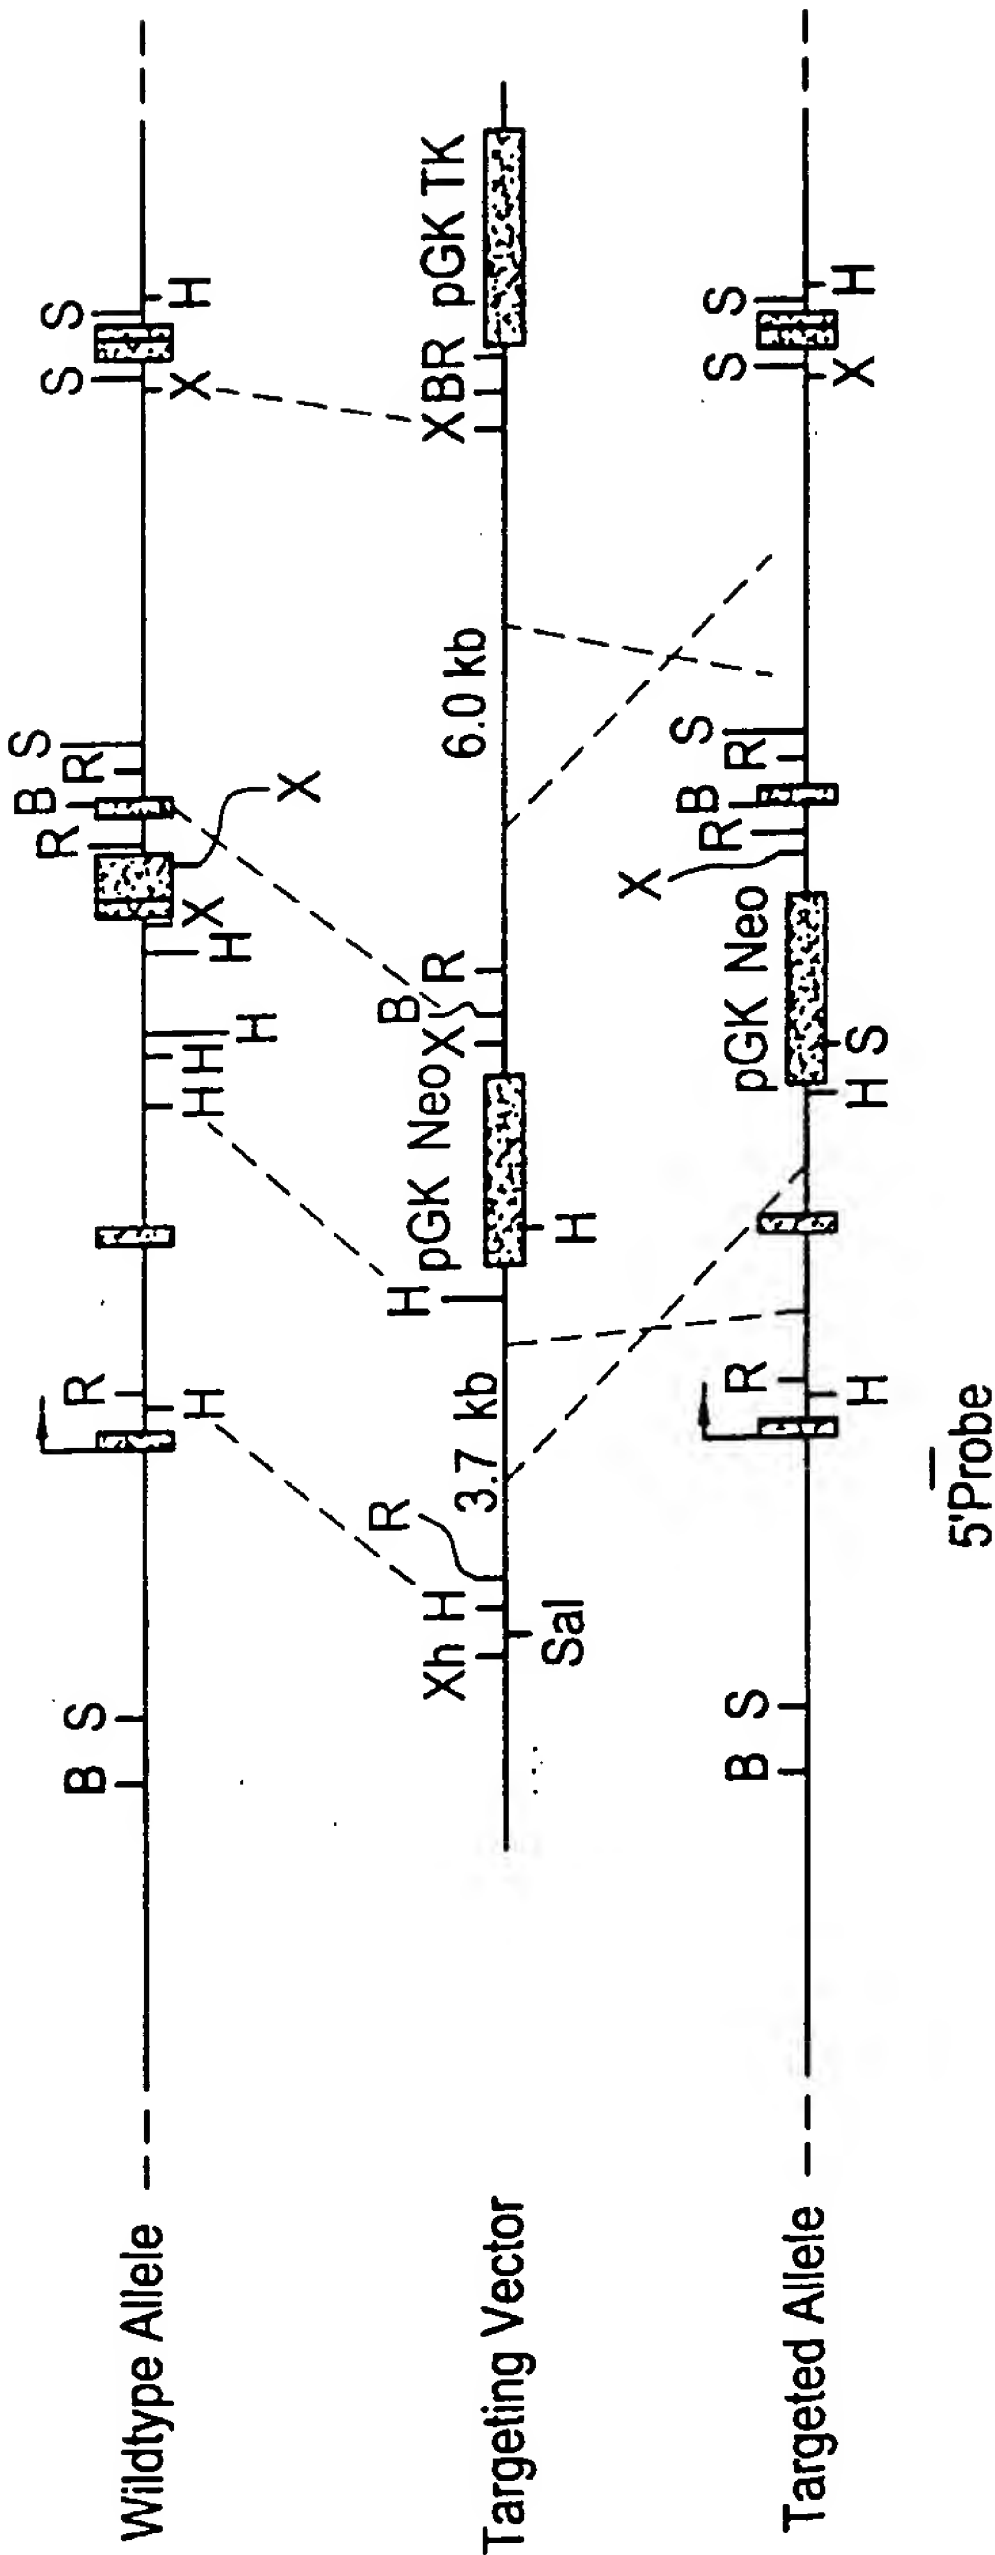 Wildtype Allele
B S R B S S S
R R
H H H H H X X X H
Targeting Vector
Xh H R 3.7 kb H pGK Neo X B R 6.0 kb X B R pGK TK
Sal H
Targeted Allele
B S R pGK Neo X R B R S S S
H H S X H
5'Probe